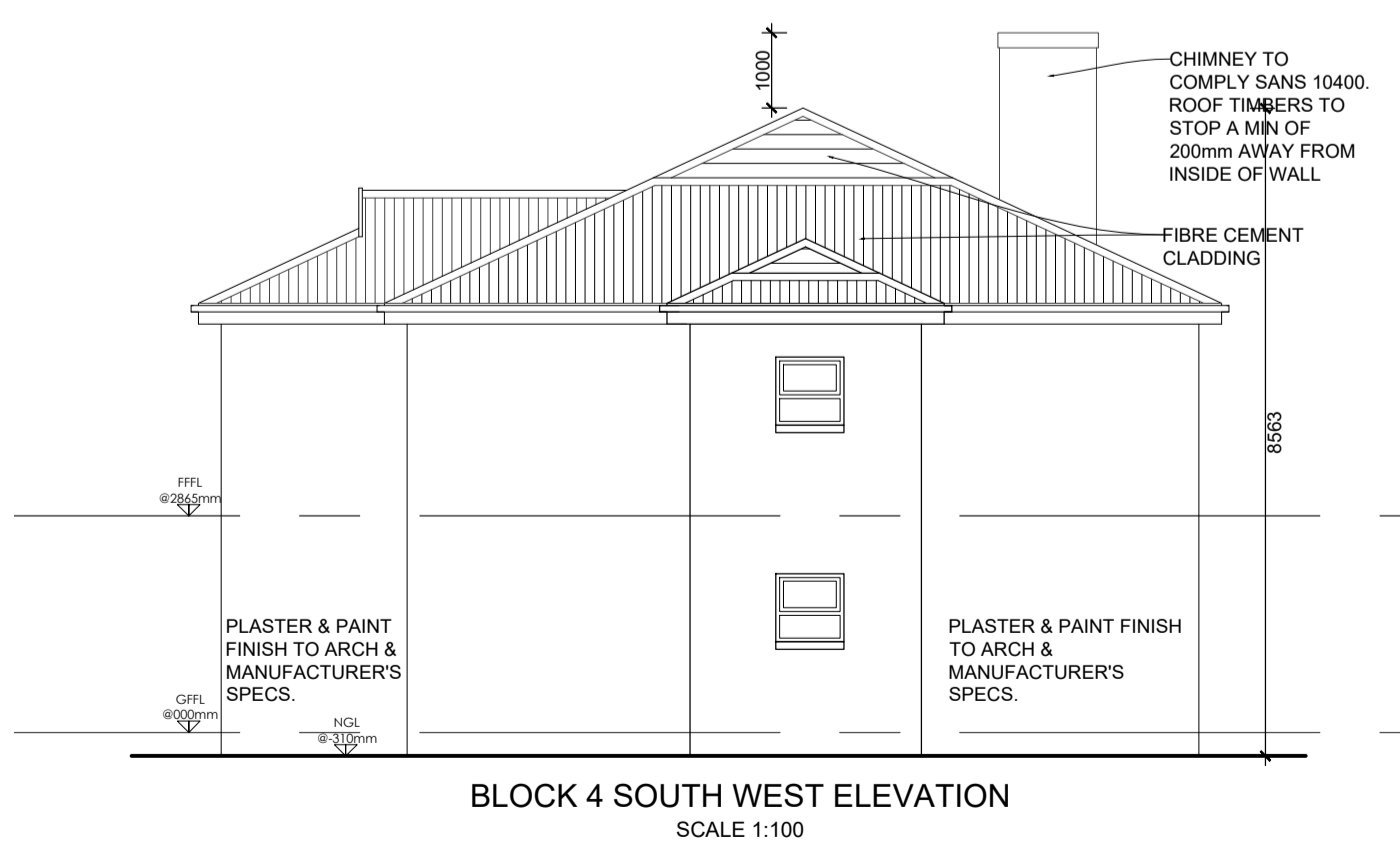 1000
CHIMNEY TO
COMPLY SANS 10400.
ROOF TIMBERS TO
STOP A MIN OF
200mm AWAY FROM
INSIDE OF WALL
FIBRE CEMENT
CLADDING
8563
FFFL
@2865mm
PLASTER & PAINT
FINISH TO ARCH &
MANUFACTURER'S
SPECS.
PLASTER & PAINT FINISH
TO ARCH &
MANUFACTURER'S
SPECS.
GFFL
@000mm
NGL
@-310mm
BLOCK 4 SOUTH WEST ELEVATION
SCALE 1:100